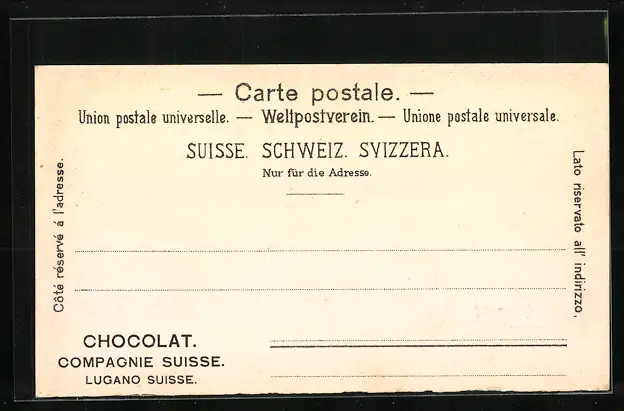 — Carte postale. —
Union postale universelle. — Weltpostverein. — Unione postale universale.
SUISSE. SCHWEIZ. SVIZZERA.
Nur für die Adresse.
Côté réservé á l'adresse.
Lato riservato all' indirizzo.
CHOCOLAT.
COMPAGNIE SUISSE.
LUGANO SUISSE.